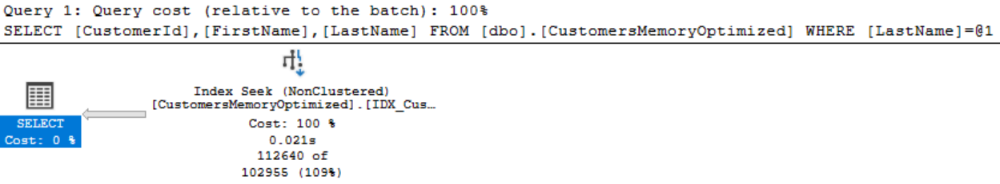 Query 1: Query cost (relative to the batch): 100%
SELECT [CustomerId],[FirstName],[LastName] FROM [dbo].[CustomersMemoryOptimized] WHERE [LastName]=@1
Index Seek (NonClustered)
[CustomersMemoryOptimized].[IDX_Cus…
Cost: 100 %
0.021s
112640 of
102955 (109%)
SELECT
Cost: 0 %